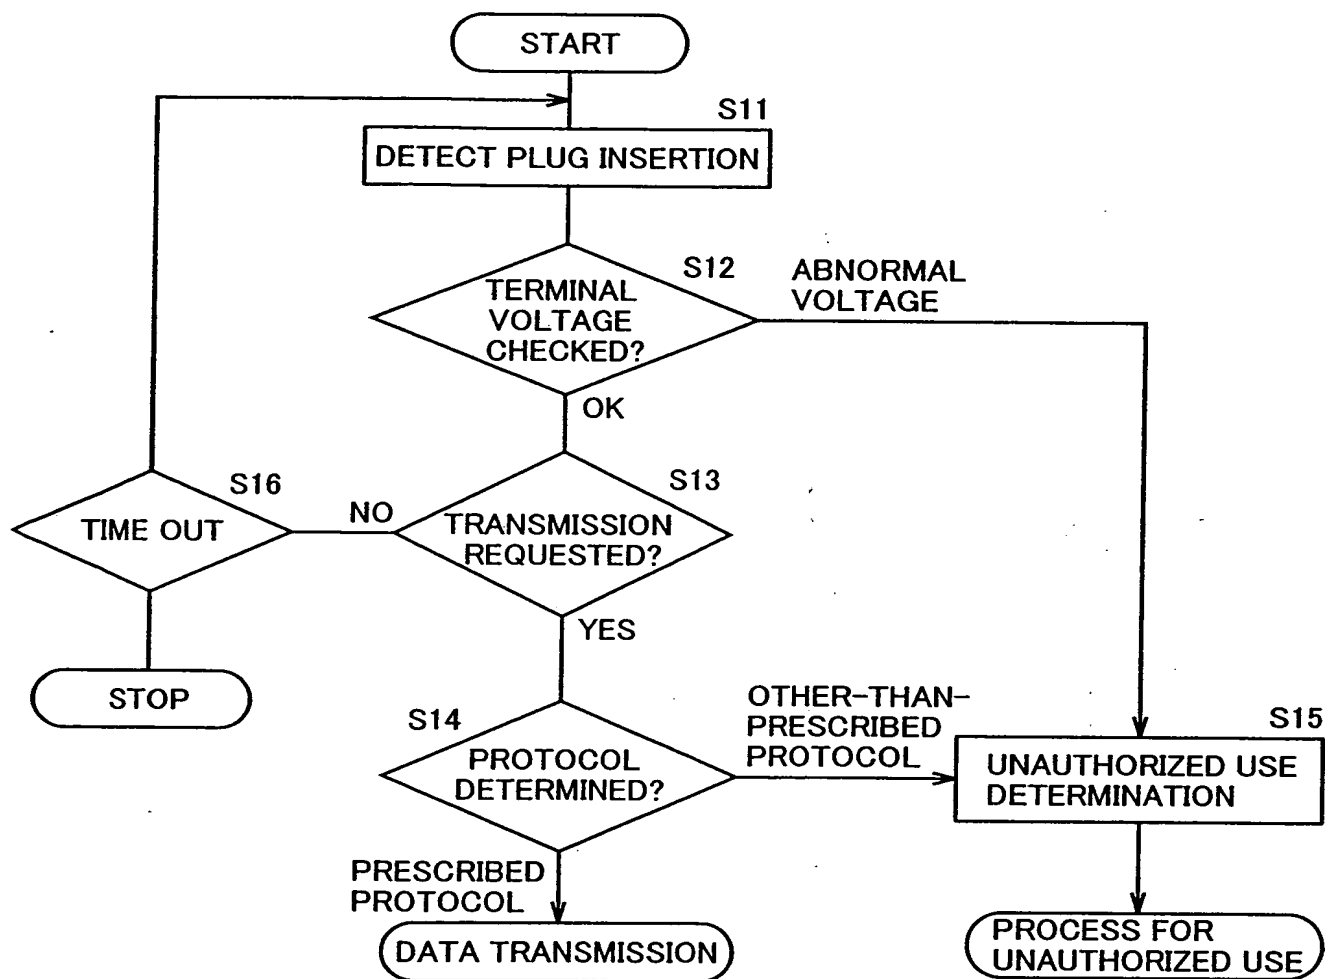 START
S11
DETECT PLUG INSERTION
S12
TERMINAL
VOLTAGE
CHECKED?
ABNORMAL
VOLTAGE
OK
S16
TIME OUT
NO
S13
TRANSMISSION
REQUESTED?
YES
STOP
S14
PROTOCOL
DETERMINED?
OTHER-THAN-
PRESCRIBED
PROTOCOL
S15
UNAUTHORIZED USE
DETERMINATION
PRESCRIBED
PROTOCOL
DATA TRANSMISSION
PROCESS FOR
UNAUTHORIZED USE